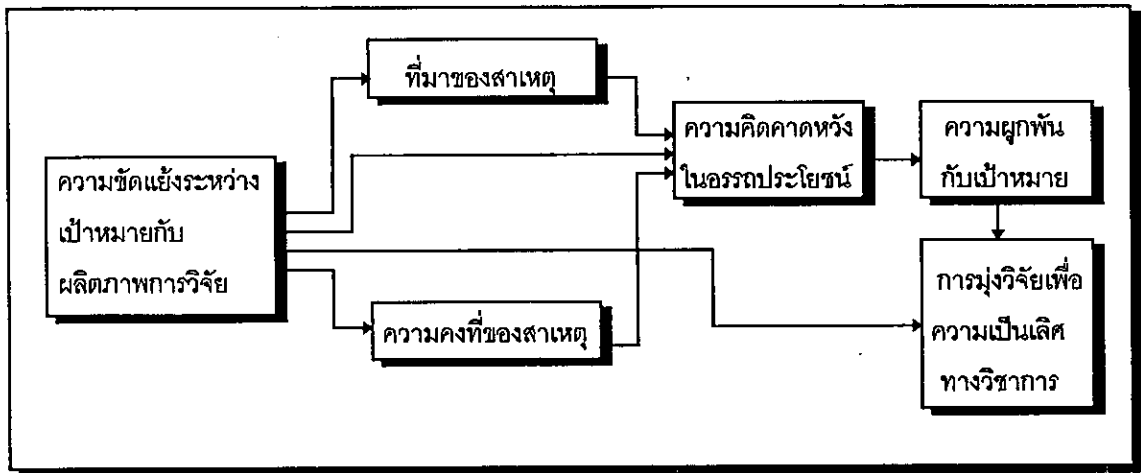 ที่มาของสาเหตุ
ความขัดแย้งระหว่าง
เป้าหมายกับ
ผลิตภาพการวิจัย
ความคงที่ของสาเหตุ
ความคิดคาดหวัง
ในอรรถประโยชน์
ความผูกพัน
กับเป้าหมาย
การมุ่งวิจัยเพื่อ
ความเป็นเลิศ
ทางวิชาการ